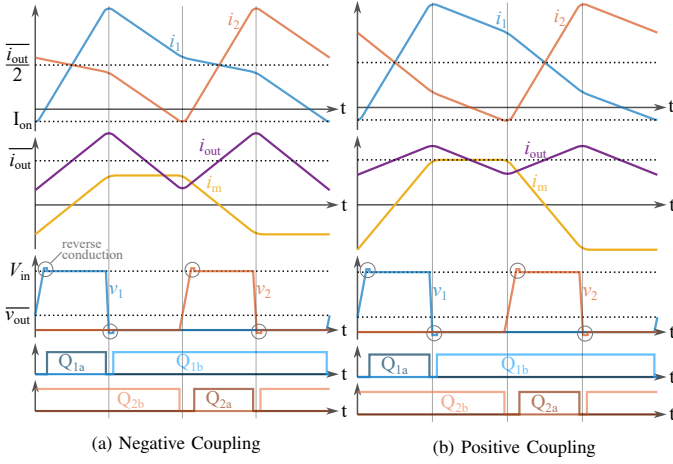 i1 i2
iout/2
t
Ion
iout
iout
im
t
reverse
conduction
Vin
v1 v2
vout
t
Q1a Q1b
t
Q2b Q2a
t
(a) Negative Coupling
i1 i2
t
iout
im
t
v1 v2
t
Q1a Q1b
t
Q2b Q2a
t
(b) Positive Coupling